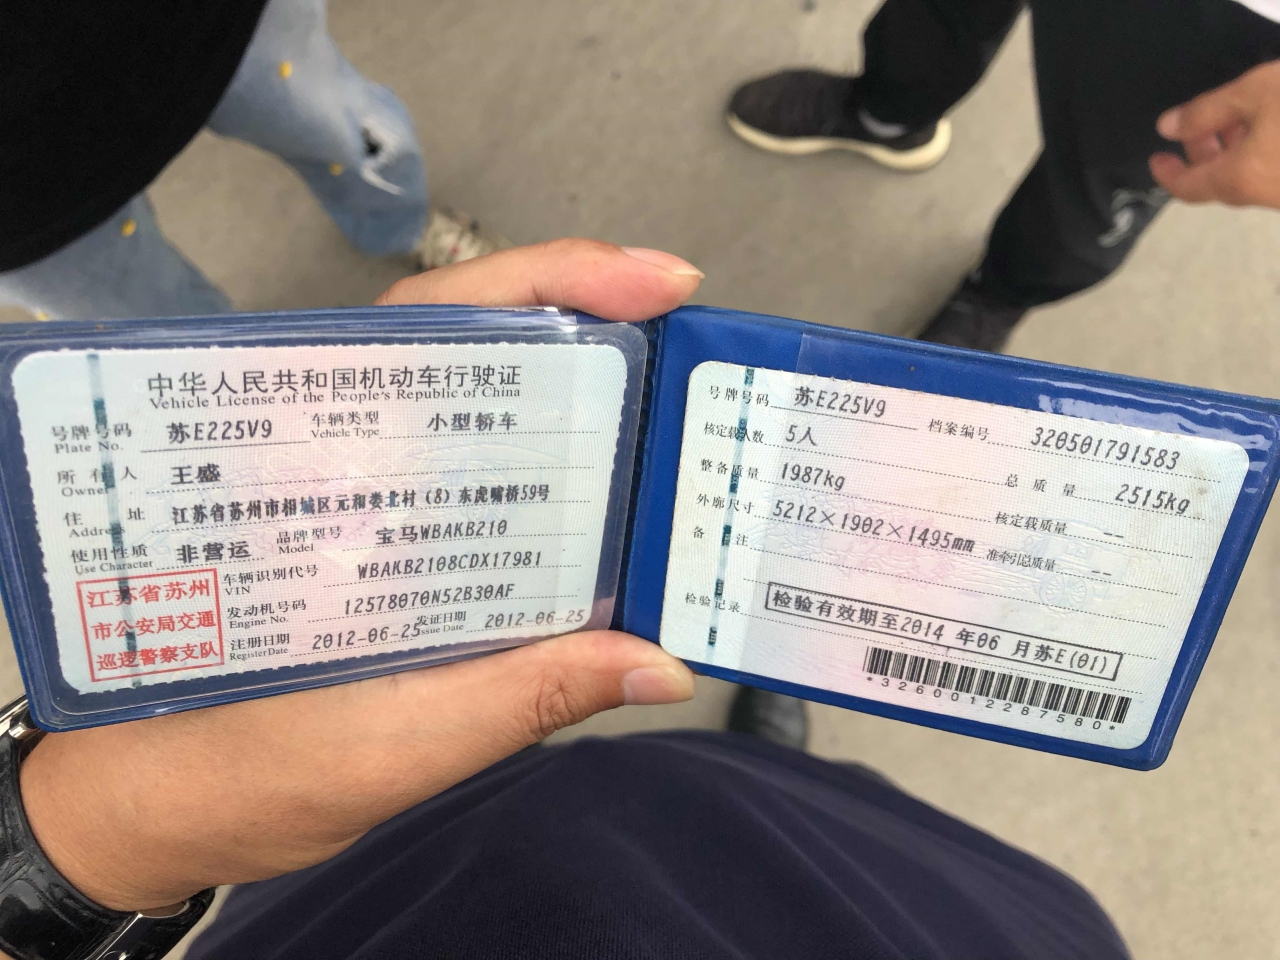 中华人民共和国机动车行驶证
Vehicle License of the People's Republic of China
号牌号码 苏E225V9 车辆类型 小型轿车
Plate No. Vehicle Type
所有人 王盛
Owner
住址 江苏省苏州市相城区元和娄北村（8）东虎啸桥59号
Address
使用性质 非营运 品牌型号 宝马WBAKB210
Use Character Model
江苏省苏州
市公安局交通
巡逻警察支队
车辆识别代号 WBAKB2108CDX17981
VIN
发动机号码 12578070N52B30AF
Engine No.
注册日期 2012-06-25 发证日期 2012-06-25
Register Date Issue Date
号牌号码 苏E225V9 档案编号 320501791583
核定载人数 5人 总质量 2515kg
整备质量 1987kg 核定载质量 --
外廓尺寸 5212×1902×1495mm 准牵引总质量 --
备注
检验记录 检验有效期至2014年06月苏E(01)
*3260012287580*